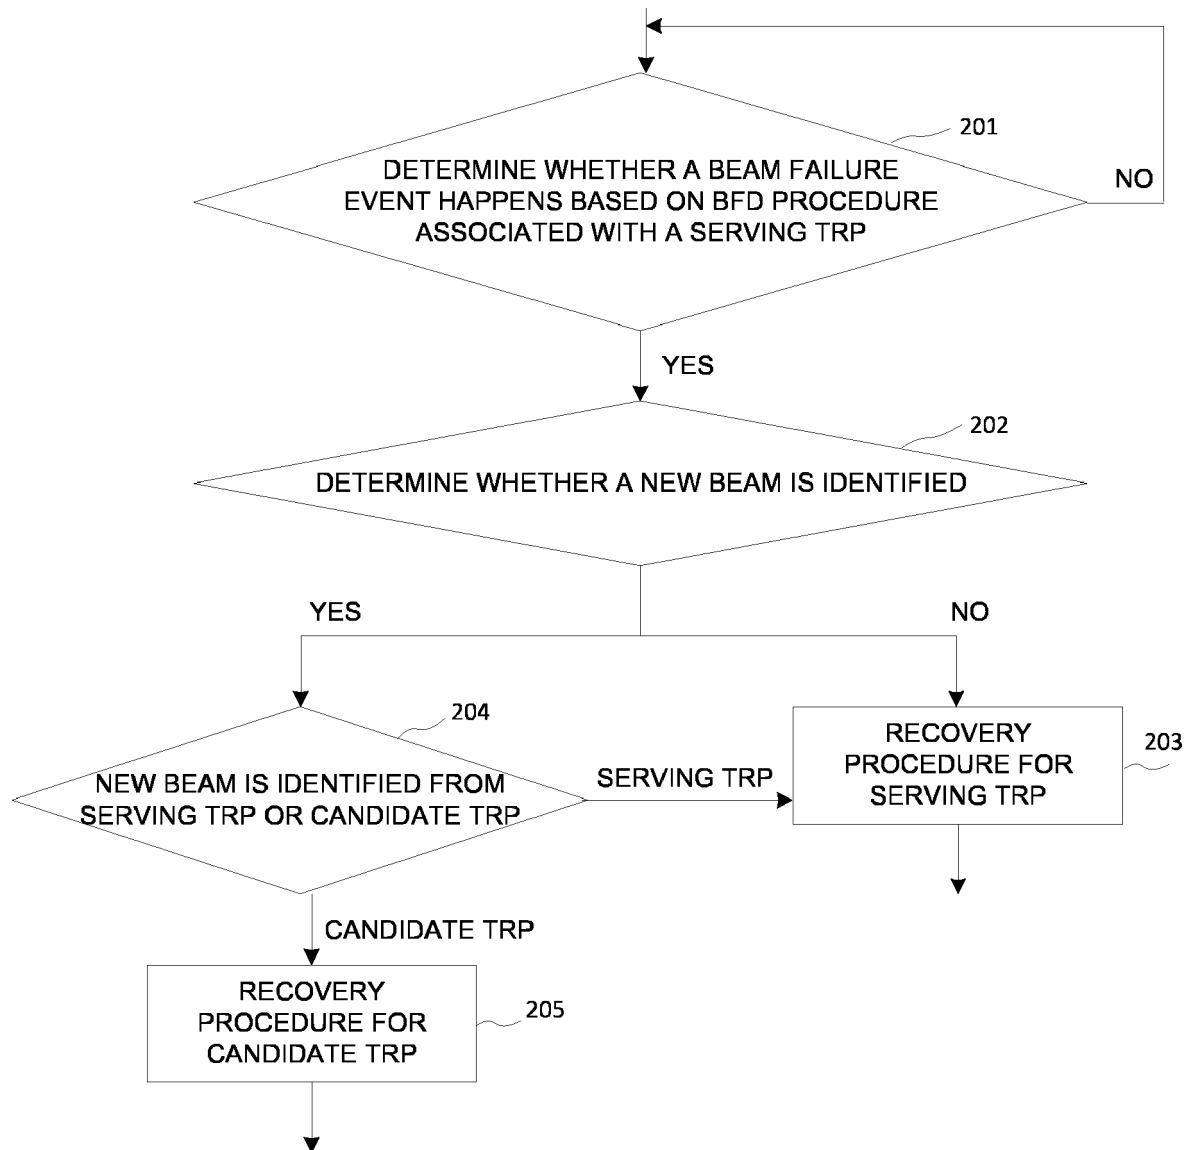 201
DETERMINE WHETHER A BEAM FAILURE
EVENT HAPPENS BASED ON BFD PROCEDURE
ASSOCIATED WITH A SERVING TRP
NO
YES
202
DETERMINE WHETHER A NEW BEAM IS IDENTIFIED
YES
NO
204
NEW BEAM IS IDENTIFIED FROM
SERVING TRP OR CANDIDATE TRP
SERVING TRP
RECOVERY
PROCEDURE FOR
SERVING TRP
203
CANDIDATE TRP
RECOVERY
PROCEDURE FOR
CANDIDATE TRP
205